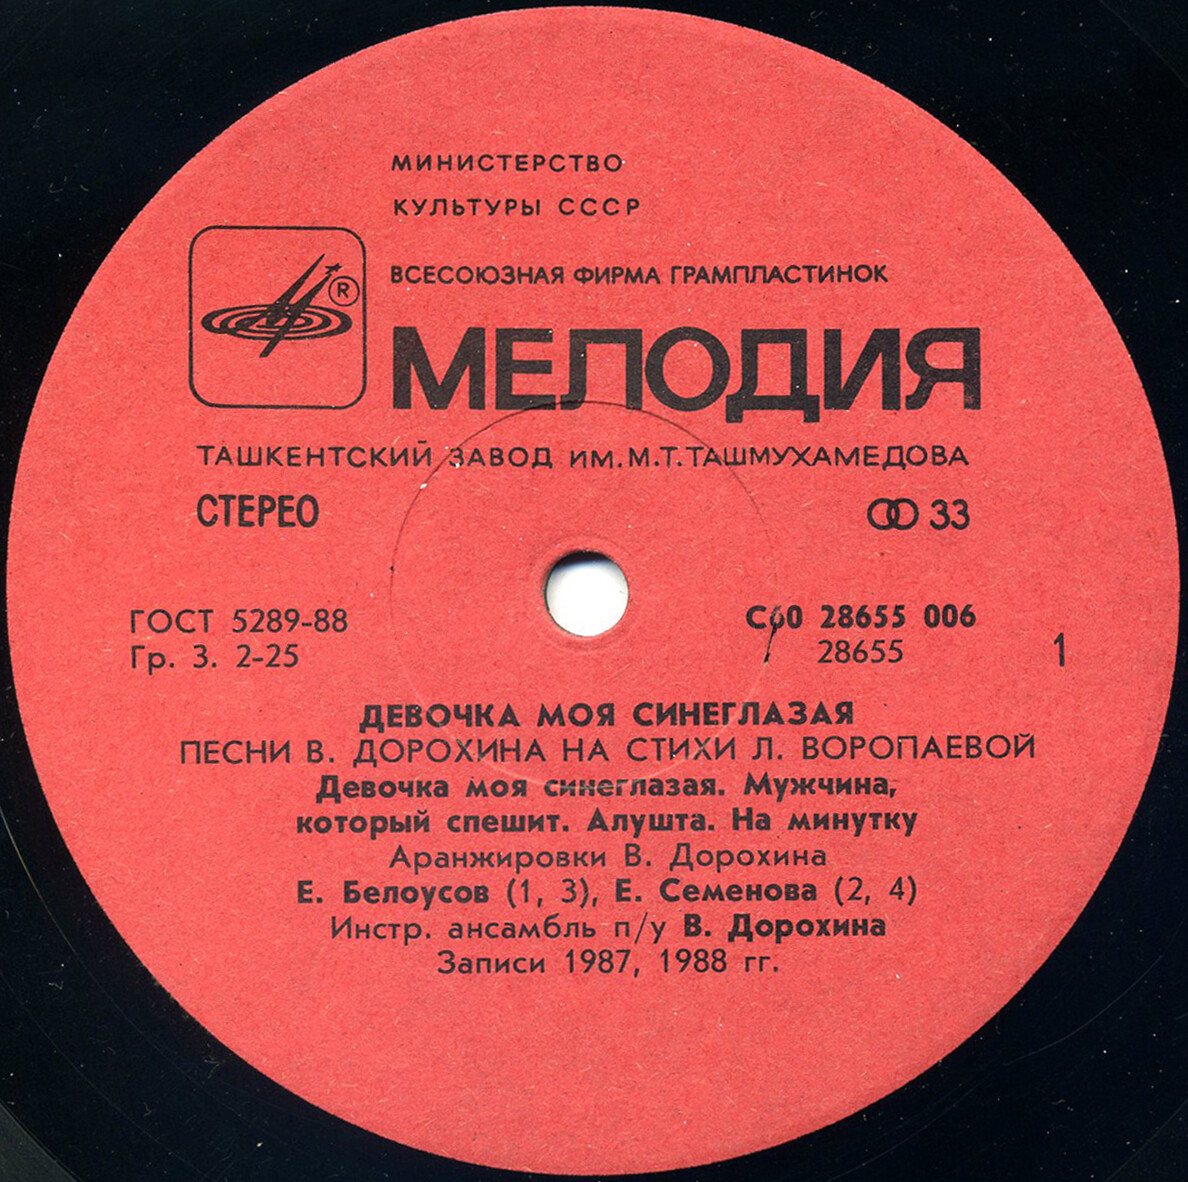 МИНИСТЕРСТВО
КУЛЬТУРЫ СССР
ВСЕСОЮЗНАЯ ФИРМА ГРАМПЛАСТИНОК
®
МЕЛОДИЯ
ТАШКЕНТСКИЙ ЗАВОД ИМ. М.Т.ТАШМУХАМЕДОВА
СТЕРЕО 33
ГОСТ 5289-88 С60 28655 006
Гр. 3. 2-25 28655 1
ДЕВОЧКА МОЯ СИНЕГЛАЗАЯ
ПЕСНИ В. ДОРОХИНА НА СТИХИ Л. ВОРОПАЕВОЙ
Девочка моя синеглазая. Мужчина,
который спешит. Алушта. На минутку
Аранжировки В. Дорохина
Е. Белоусов (1, 3), Е. Семенова (2, 4)
Инстр. ансамбль п/у В. Дорохина
Записи 1987, 1988 гг.